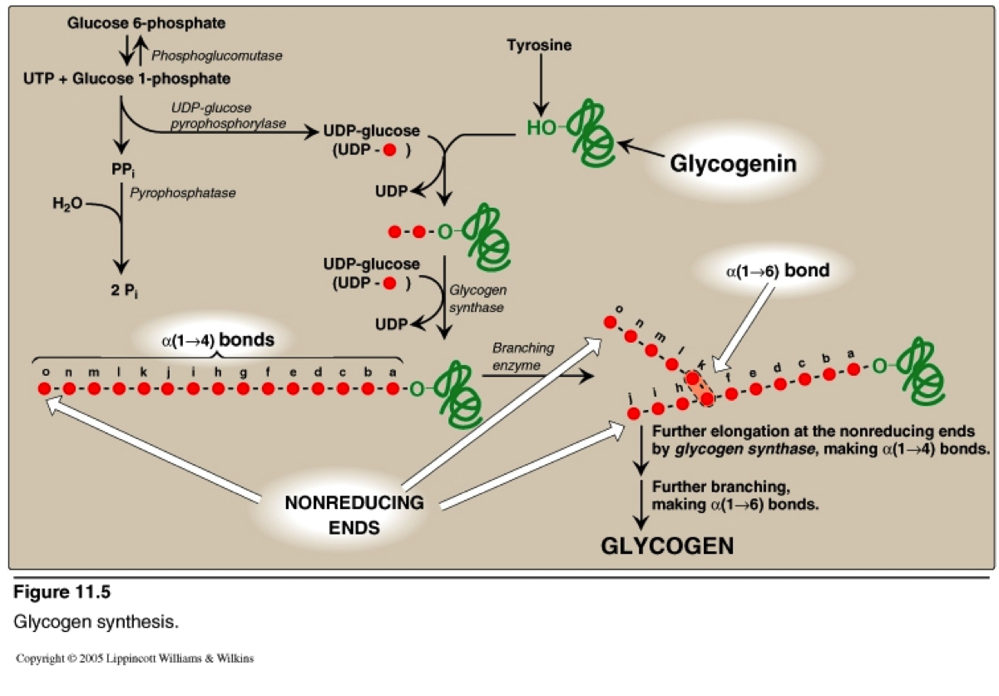 Glucose 6-phosphate
Phosphoglucomutase
UTP + Glucose 1-phosphate
UDP-glucose
pyrophosphorylase
PPi
H2O
Pyrophosphatase
2 Pi
UDP-glucose
(UDP - )
UDP
Tyrosine
HO
Glycogenin
O
UDP-glucose
(UDP - )
Glycogen
synthase
UDP
α(1→4) bonds
o n m l k j i h g f e d c b a
O
Branching
enzyme
α(1→6) bond
o n m l k
j i h f e d c b a
O
NONREDUCING
ENDS
Further elongation at the nonreducing ends
by glycogen synthase, making α(1→4) bonds.
Further branching,
making α(1→6) bonds.
GLYCOGEN
Figure 11.5
Glycogen synthesis.
Copyright © 2005 Lippincott Williams & Wilkins